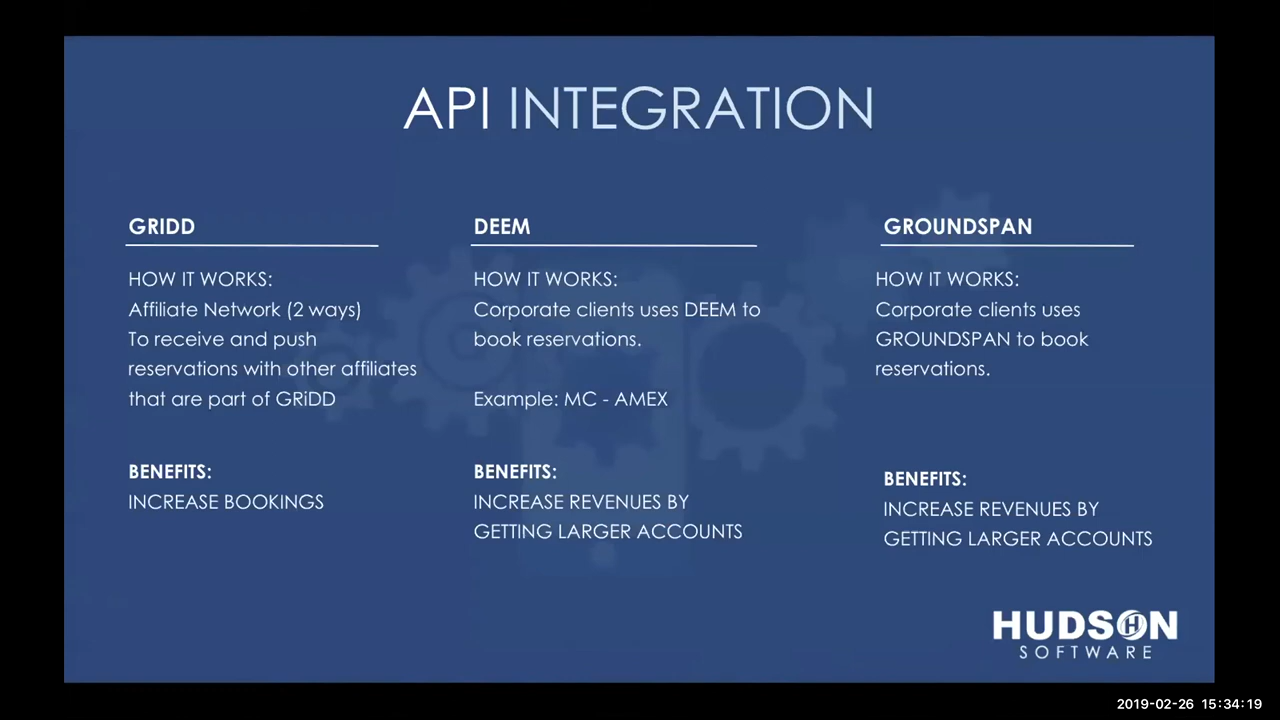 API INTEGRATION
GRIDD
HOW IT WORKS:
Affiliate Network (2 ways)
To receive and push
reservations with other affiliates
that are part of GRiDD
BENEFITS:
INCREASE BOOKINGS
DEEM
HOW IT WORKS:
Corporate clients uses DEEM to
book reservations.
Example: MC - AMEX
BENEFITS:
INCREASE REVENUES BY
GETTING LARGER ACCOUNTS
GROUNDSPAN
HOW IT WORKS:
Corporate clients uses
GROUNDSPAN to book
reservations.
BENEFITS:
INCREASE REVENUES BY
GETTING LARGER ACCOUNTS
HUDSON
SOFTWARE
2019-02-26 15:34:19